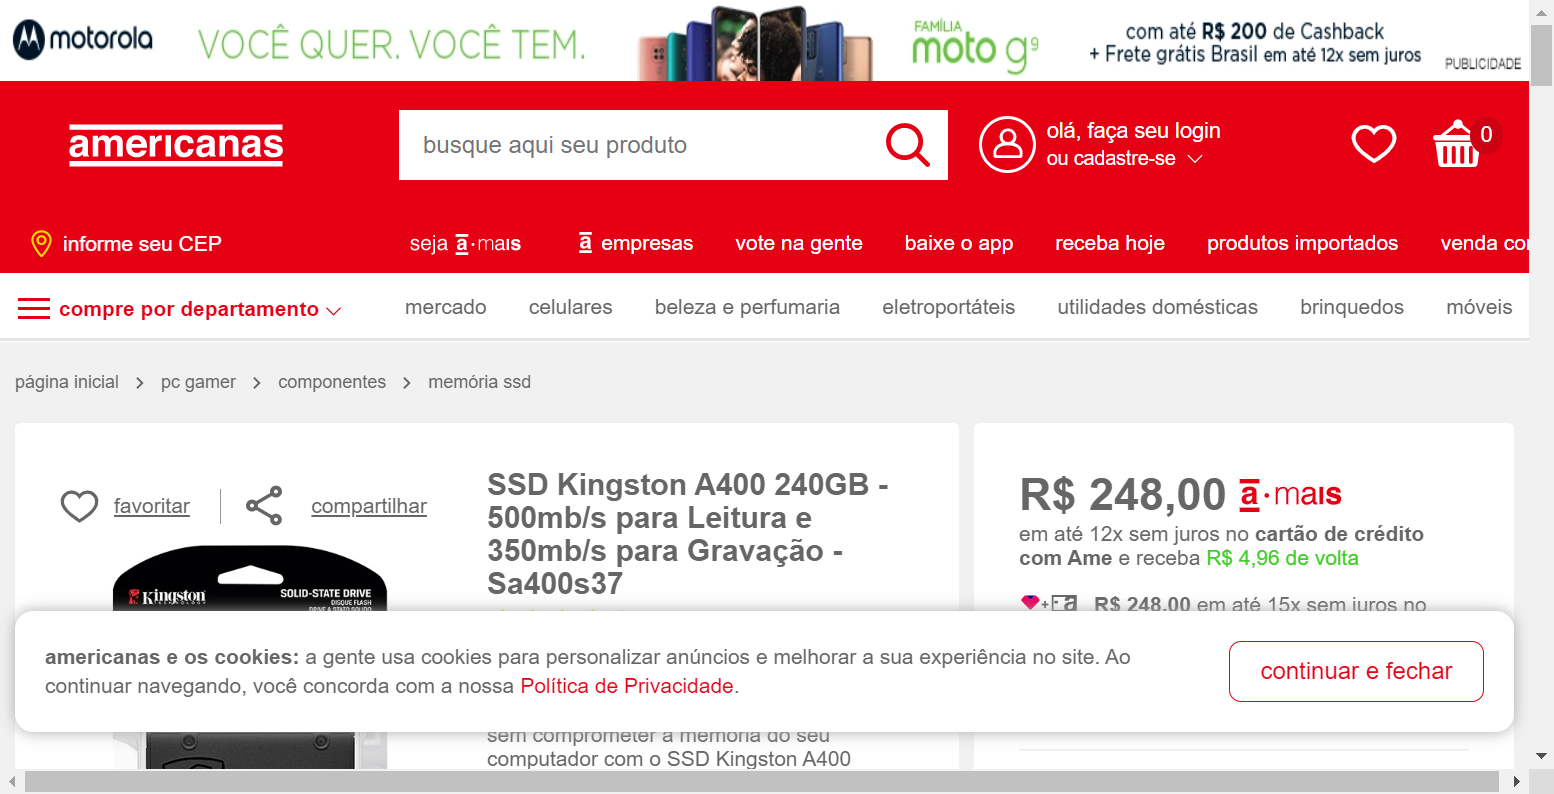 motorola
VOCÊ QUER. VOCÊ TEM.
FAMÍLIA
moto g9
com até R$ 200 de Cashback
+ Frete grátis Brasil em até 12x sem juros
PUBLICIDADE
americanas
busque aqui seu produto
olá, faça seu login
ou cadastre-se
0
informe seu CEP
seja a·mais
a empresas
vote na gente
baixe o app
receba hoje
produtos importados
venda
compre por departamento
mercado
celulares
beleza e perfumaria
eletroportáteis
utilidades domésticas
brinquedos
móveis
página inicial > pc gamer > componentes > memória ssd
favoritar
compartilhar
SSD Kingston A400 240GB -
500mb/s para Leitura e
350mb/s para Gravação -
Sa400s37
R$ 248,00 a·mais
em até 12x sem juros no cartão de crédito
com Ame e receba R$ 4,96 de volta
+ a R$ 248,00 em até 15x sem juros no
Kingston
TECHNOLOGY
SOLID-STATE DRIVE
DISQUE FLASH
americanas e os cookies: a gente usa cookies para personalizar anúncios e melhorar a sua experiência no site. Ao
continuar navegando, você concorda com a nossa Política de Privacidade.
continuar e fechar
sem comprometer a memória do seu
computador com o SSD Kingston A400